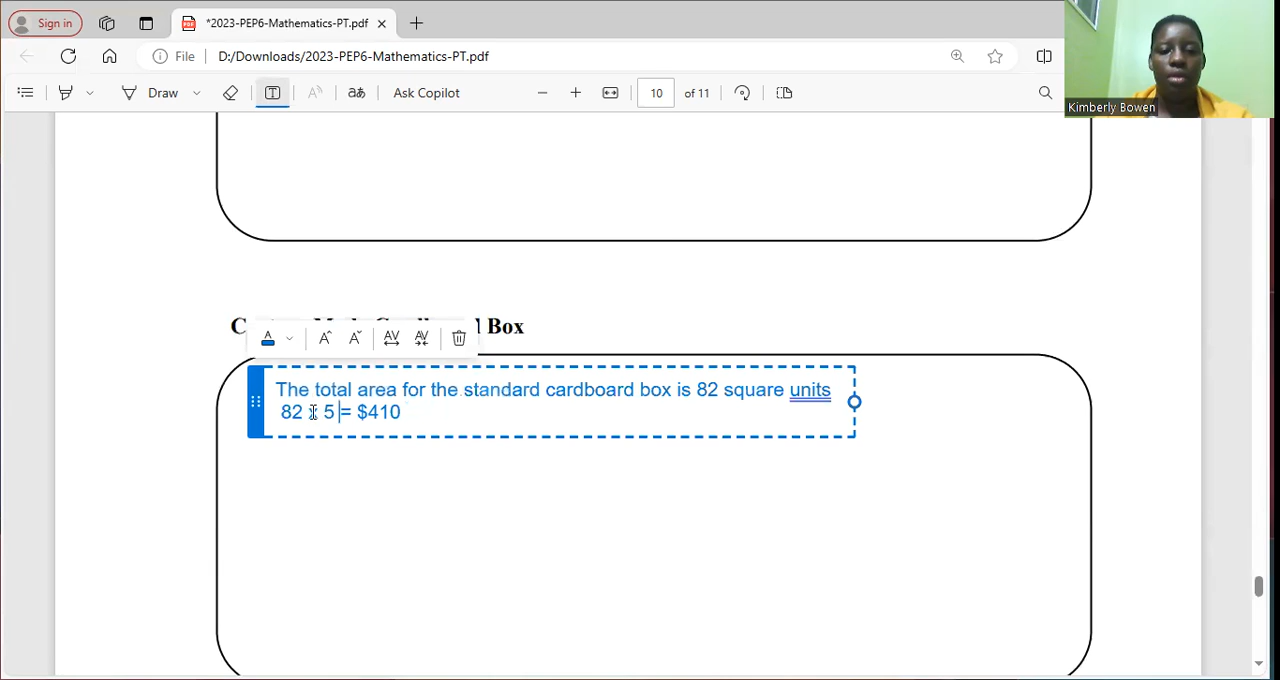 Sign in
*2023-PEP6-Mathematics-PT.pdf
File D:/Downloads/2023-PEP6-Mathematics-PT.pdf
Draw aあ Ask Copilot 10 of 11
Kimberly Bowen
Box
The total area for the standard cardboard box is 82 square units
82 5 = $410